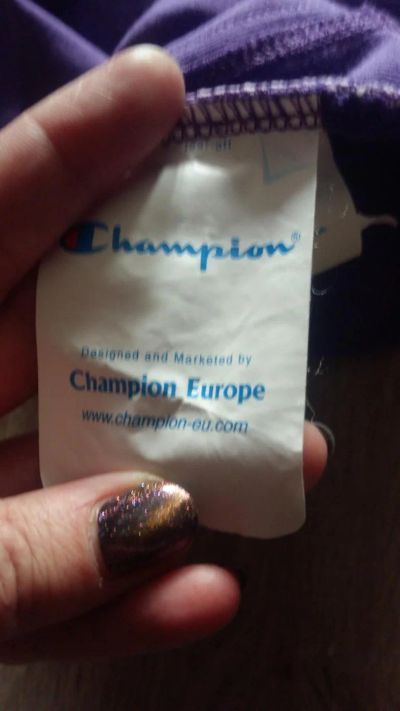 Champion®
Designed and Marketed by
Champion Europe
www.champion-eu.com